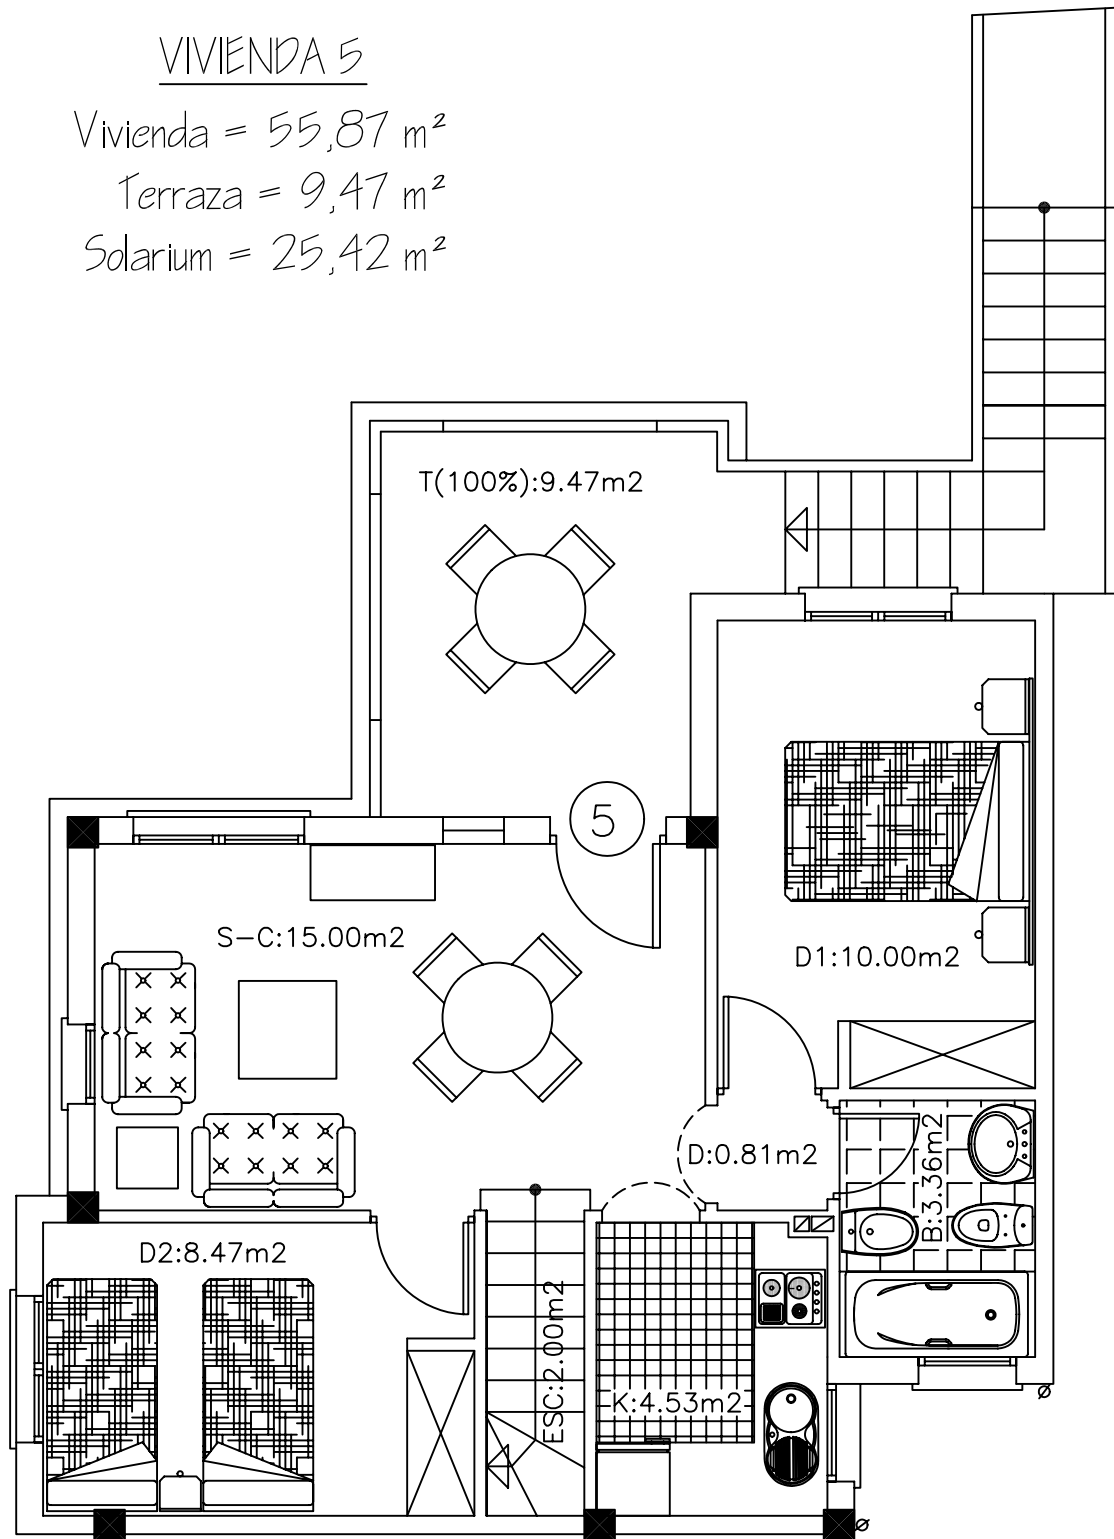 VIVIENDA 5
Vivienda = 55,87 m²
Terraza = 9,47 m²
Solarium = 25,42 m²
T(100%):9.47m2
5
S-C:15.00m2
D1:10.00m2
D:0.81m2
B:3.36m2
D2:8.47m2
ESC:2.00m2
K:4.53m2